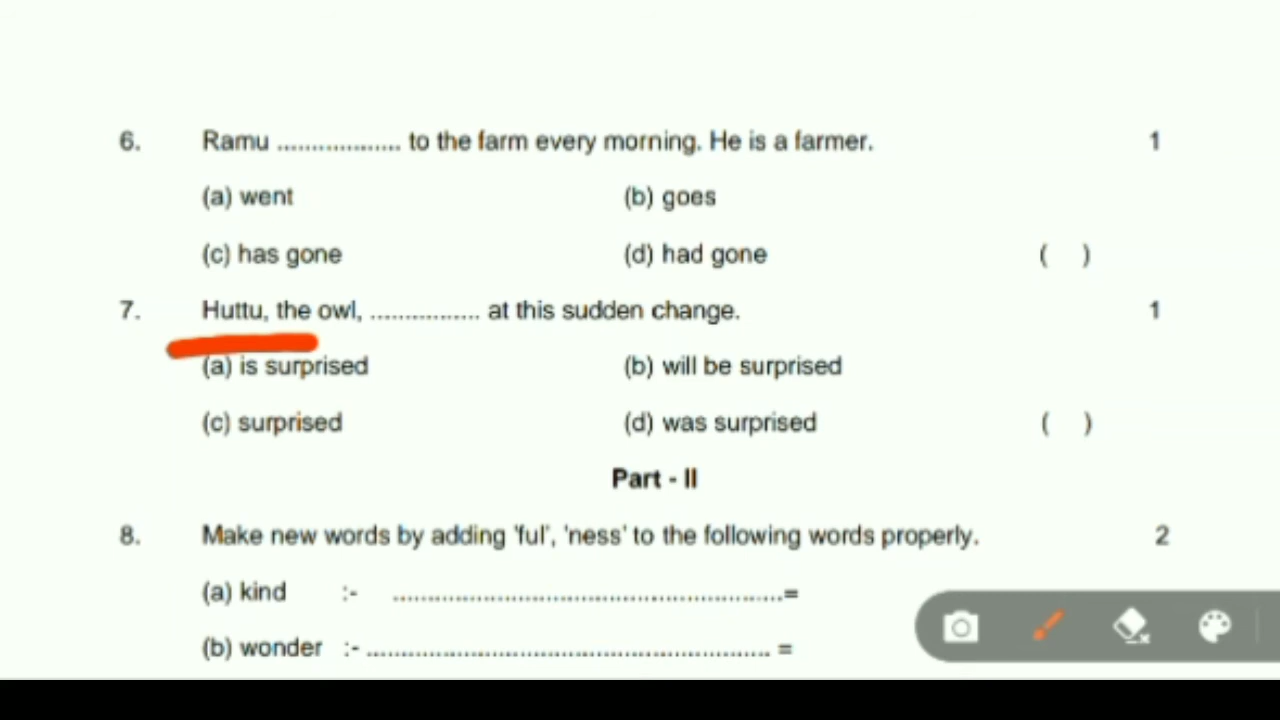 6. Ramu .................. to the farm every morning. He is a farmer. 1
(a) went (b) goes
(c) has gone (d) had gone ( )
7. Huttu, the owl, ................ at this sudden change. 1
(a) is surprised (b) will be surprised
(c) surprised (d) was surprised ( )
Part - II
8. Make new words by adding 'ful', 'ness' to the following words properly. 2
(a) kind :- ........................................................=
(b) wonder :- .......................................................... =